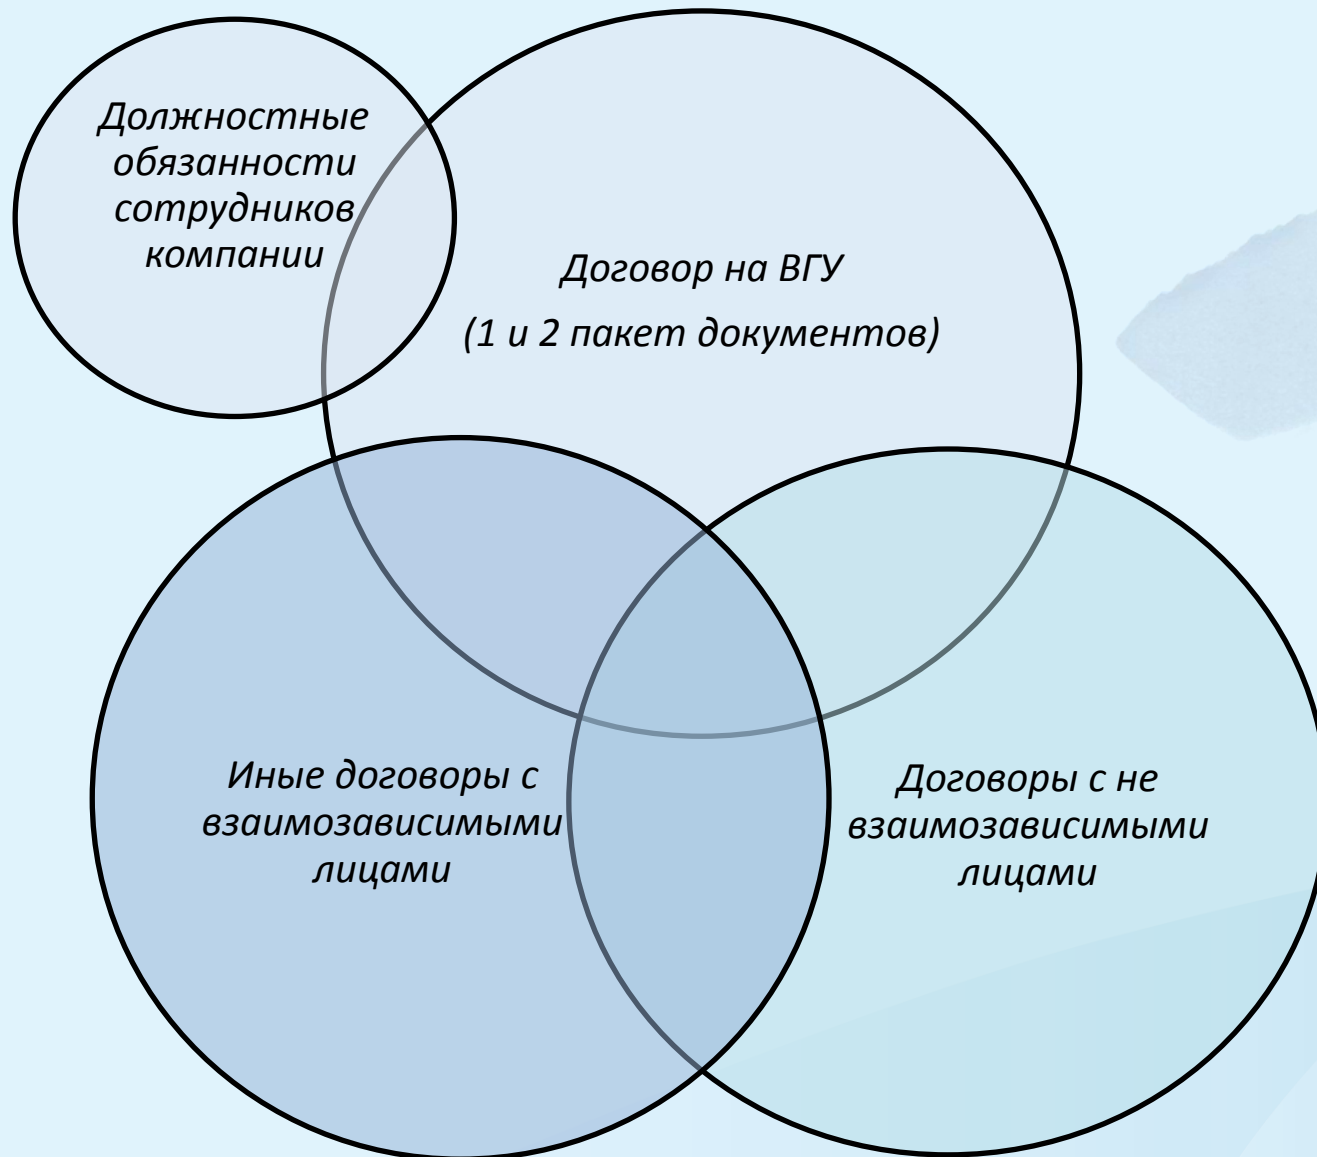 Должностные
обязанности
сотрудников
компании
Договор на ВГУ
(1 и 2 пакет документов)
Иные договоры с
взаимозависимыми
лицами
Договоры с не
взаимозависимыми
лицами